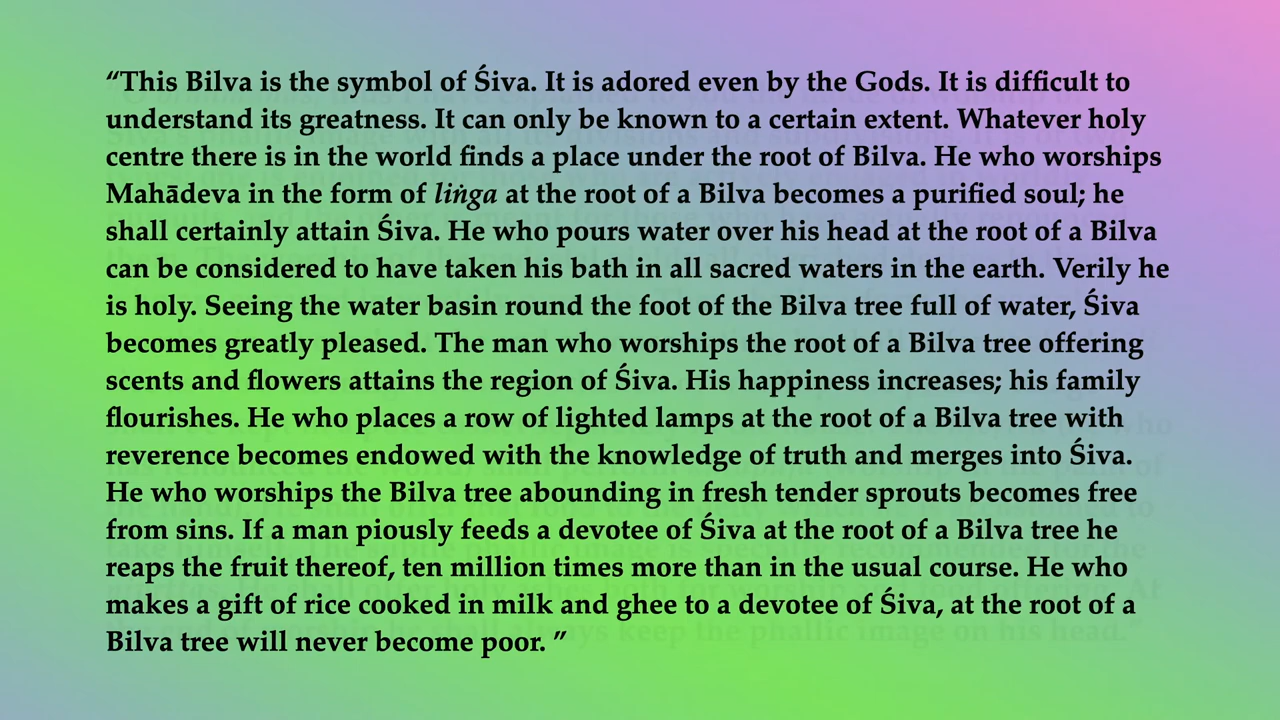 “This Bilva is the symbol of Śiva. It is adored even by the Gods. It is difficult to
understand its greatness. It can only be known to a certain extent. Whatever holy
centre there is in the world finds a place under the root of Bilva. He who worships
Mahādeva in the form of liṅga at the root of a Bilva becomes a purified soul; he
shall certainly attain Śiva. He who pours water over his head at the root of a Bilva
can be considered to have taken his bath in all sacred waters in the earth. Verily he
is holy. Seeing the water basin round the foot of the Bilva tree full of water, Śiva
becomes greatly pleased. The man who worships the root of a Bilva tree offering
scents and flowers attains the region of Śiva. His happiness increases; his family
flourishes. He who places a row of lighted lamps at the root of a Bilva tree with
reverence becomes endowed with the knowledge of truth and merges into Śiva.
He who worships the Bilva tree abounding in fresh tender sprouts becomes free
from sins. If a man piously feeds a devotee of Śiva at the root of a Bilva tree he
reaps the fruit thereof, ten million times more than in the usual course. He who
makes a gift of rice cooked in milk and ghee to a devotee of Śiva, at the root of a
Bilva tree will never become poor. ”